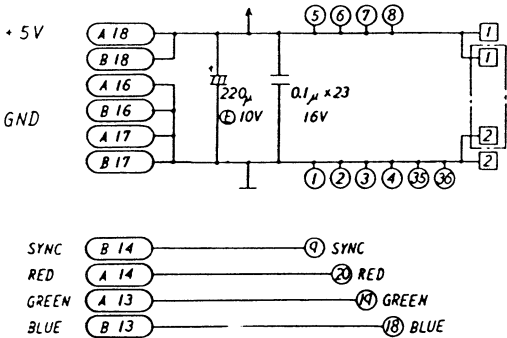 +5V A 18 5 6 7 8 1
B 18 1
A 16 220μ 0.1μ×23
GND B 16 Ⓔ 10V 16V
A 17 2
B 17 2
1 2 3 4 35 36
SYNC B 14 9 SYNC
RED A 14 20 RED
GREEN A 13 19 GREEN
BLUE B 13 18 BLUE